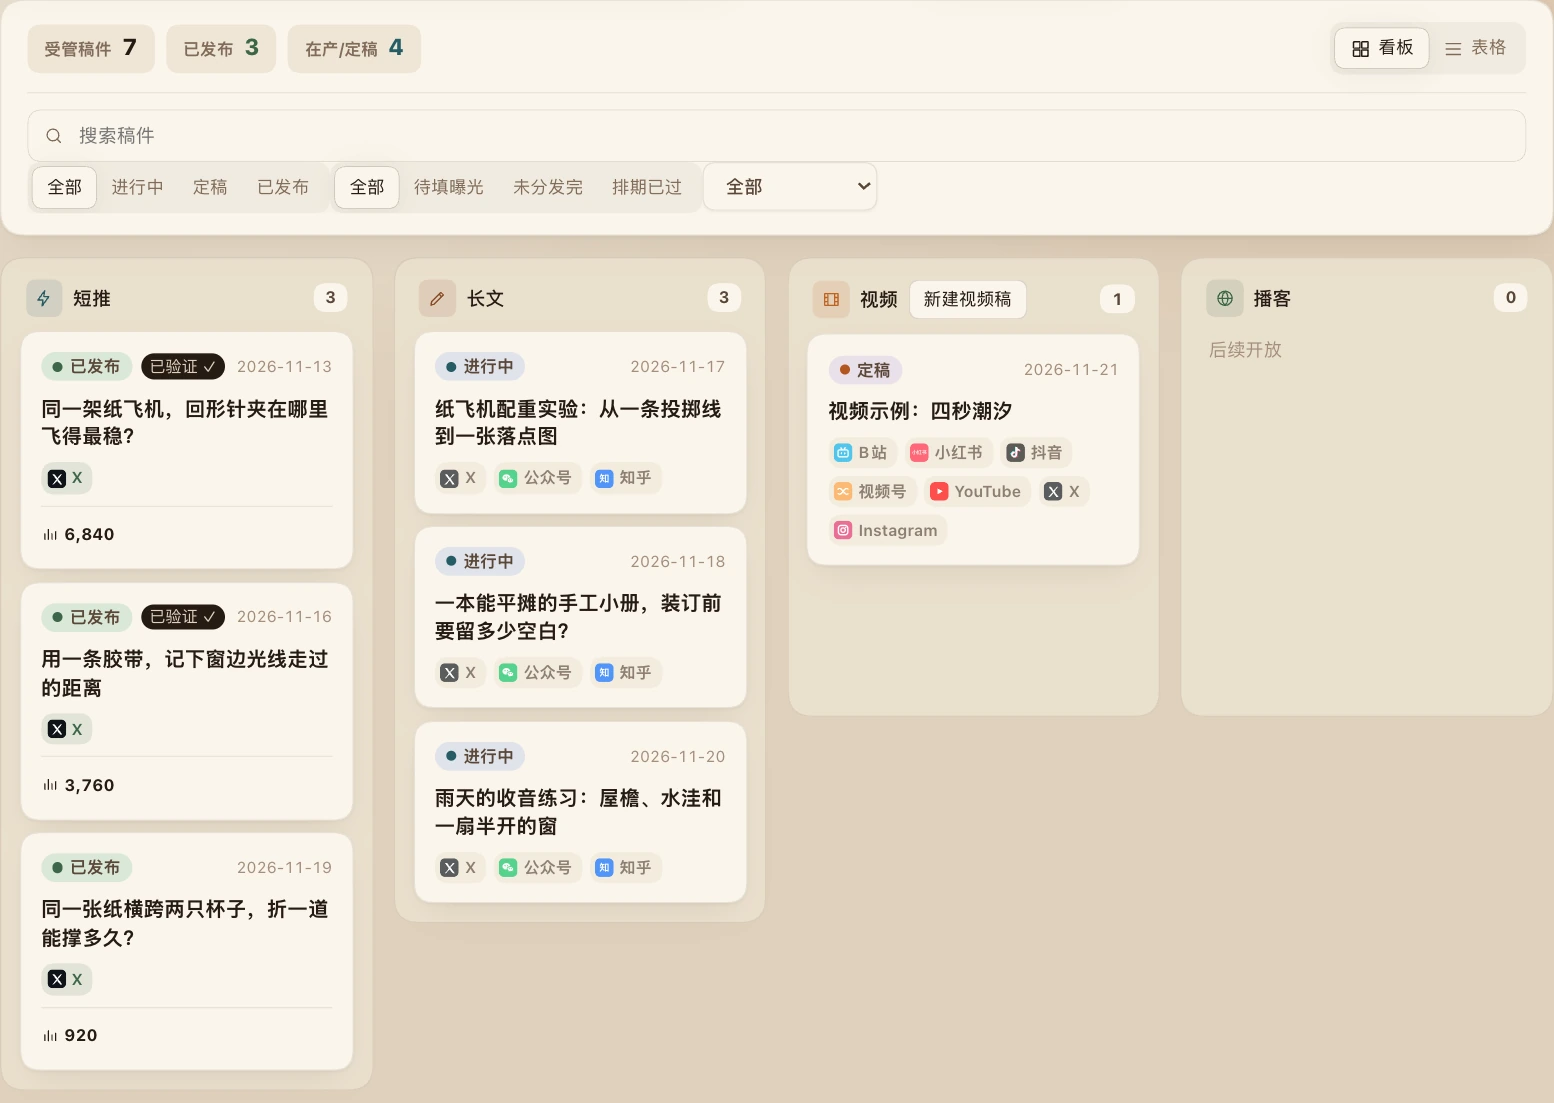 受管稿件 7
已发布 3
在产/定稿 4
看板
表格
搜索稿件
全部 进行中 定稿 已发布
全部 待填曝光 未分发完 排期已过
全部
短推 3
已发布 已验证 ✓ 2026-11-13
同一架纸飞机，回形针夹在哪里
飞得最稳？
X
6,840
已发布 已验证 ✓ 2026-11-16
用一条胶带，记下窗边光线走过
的距离
X
3,760
已发布 2026-11-19
同一张纸横跨两只杯子，折一道
能撑多久？
X
920
长文 3
进行中 2026-11-17
纸飞机配重实验：从一条投掷线
到一张落点图
X 公众号 知 知乎
进行中 2026-11-18
一本能平摊的手工小册，装订前
要留多少空白？
X 公众号 知 知乎
进行中 2026-11-20
雨天的收音练习：屋檐、水洼和
一扇半开的窗
X 公众号 知 知乎
视频 新建视频稿 1
定稿 2026-11-21
视频示例：四秒潮汐
B站 小红书 小红书 抖音
视频号 YouTube X
Instagram
播客 0
后续开放